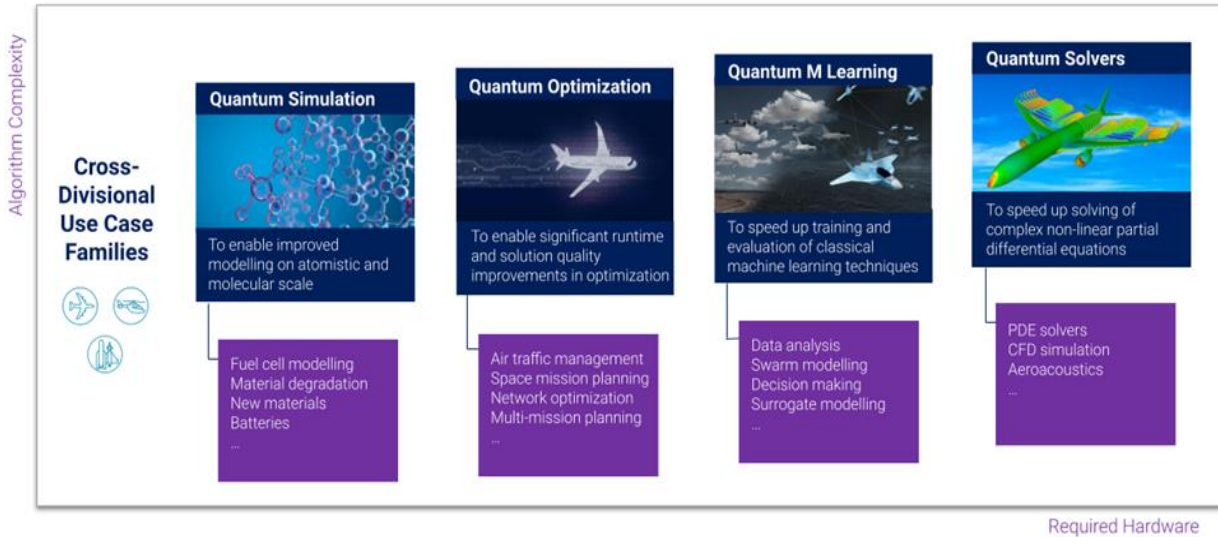 Algorithm Complexity
Cross-
Divisional
Use Case
Families
Quantum Simulation
To enable improved
modelling on atomistic and
molecular scale
Fuel cell modelling
Material degradation
New materials
Batteries
...
Quantum Optimization
To enable significant runtime
and solution quality
improvements in optimization
Air traffic management
Space mission planning
Network optimization
Multi-mission planning
...
Quantum M Learning
To speed up training and
evaluation of classical
machine learning techniques
Data analysis
Swarm modelling
Decision making
Surrogate modelling
...
Quantum Solvers
To speed up solving of
complex non-linear partial
differential equations
PDE solvers
CFD simulation
Aeroacoustics
...
Required Hardware